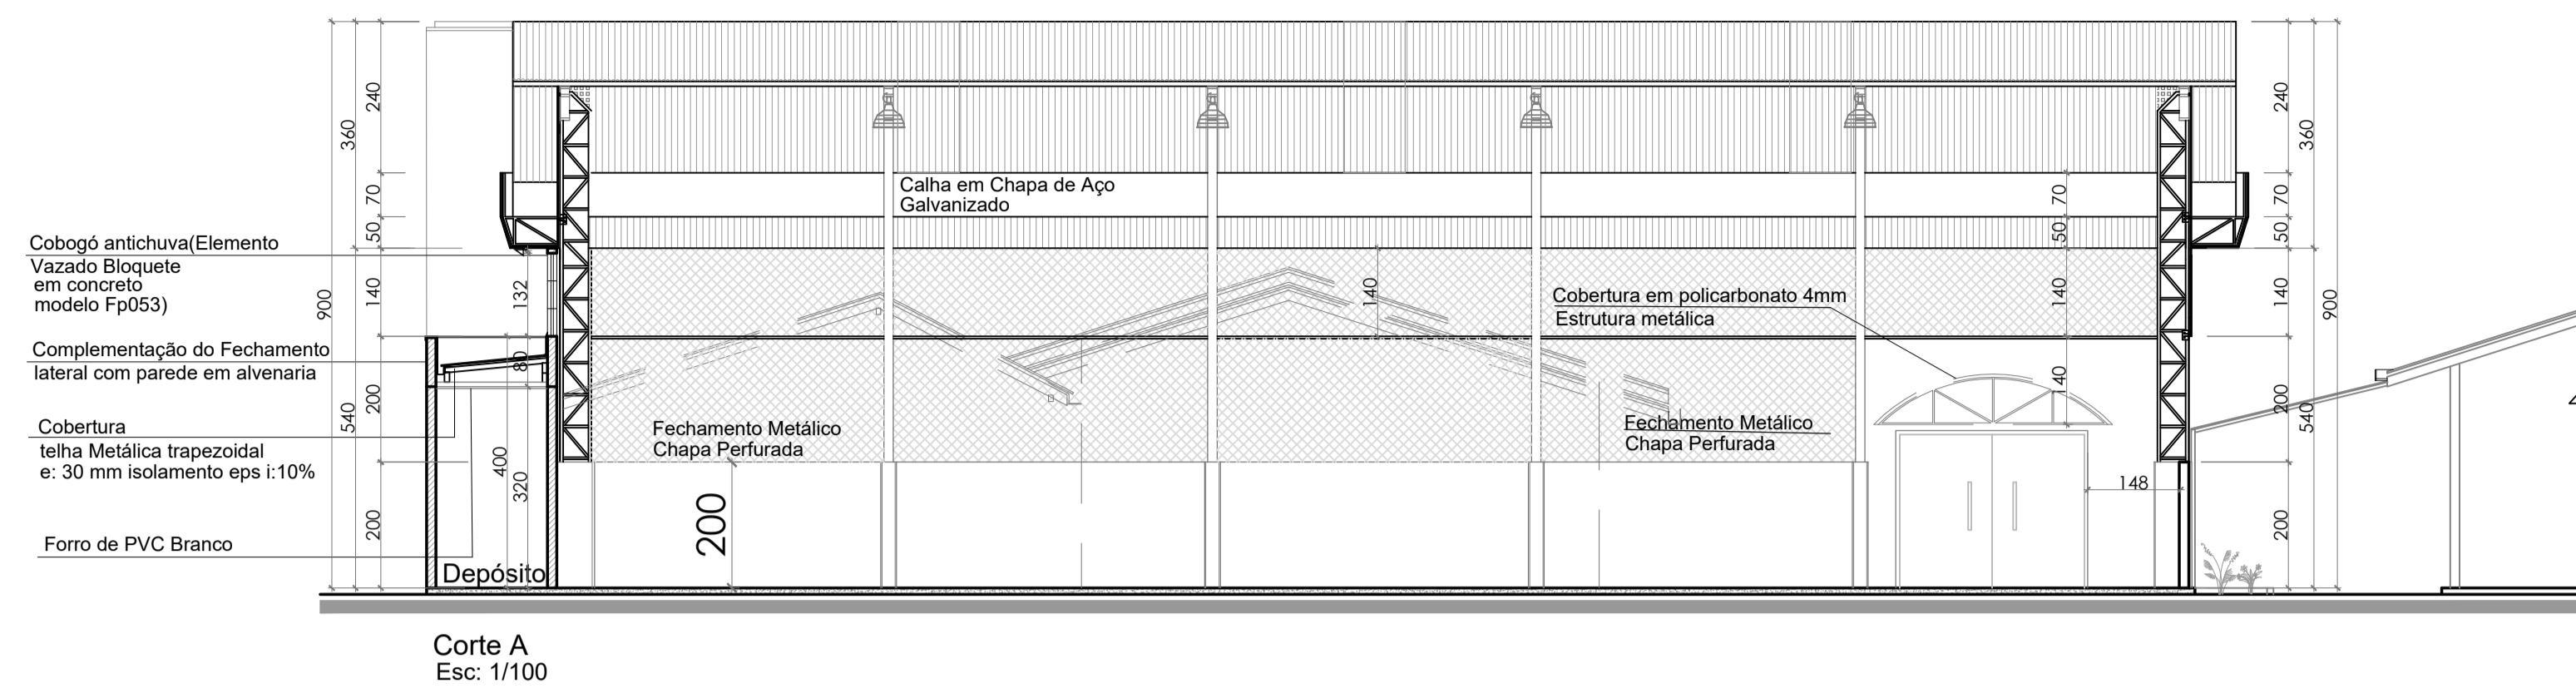 240
360
70
50
900
140
132
80
200
540
400
320
200
Cobogó antichuva(Elemento
Vazado Bloquete
em concreto
modelo Fp053)
Complementação do Fechamento
lateral com parede em alvenaria
Cobertura
telha Metálica trapezoidal
e: 30 mm isolamento eps i:10%
Forro de PVC Branco
Depósito
Calha em Chapa de Aço
Galvanizado
140
Cobertura em policarbonato 4mm
Estrutura metálica
Fechamento Metálico
Chapa Perfurada
Fechamento Metálico
Chapa Perfurada
200
70
50
140
140
148
240
360
70
50
140
900
200
540
200
Corte A
Esc: 1/100